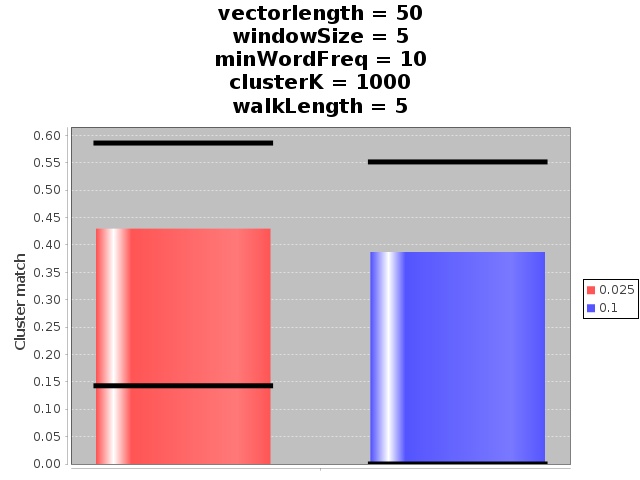 vectorlength = 50
windowSize = 5
minWordFreq = 10
clusterK = 1000
walkLength = 5
0.60
0.55
0.50
0.45
0.40
0.35
0.30
0.25
0.20
0.15
0.10
0.05
0.00
Cluster match
0.025
0.1